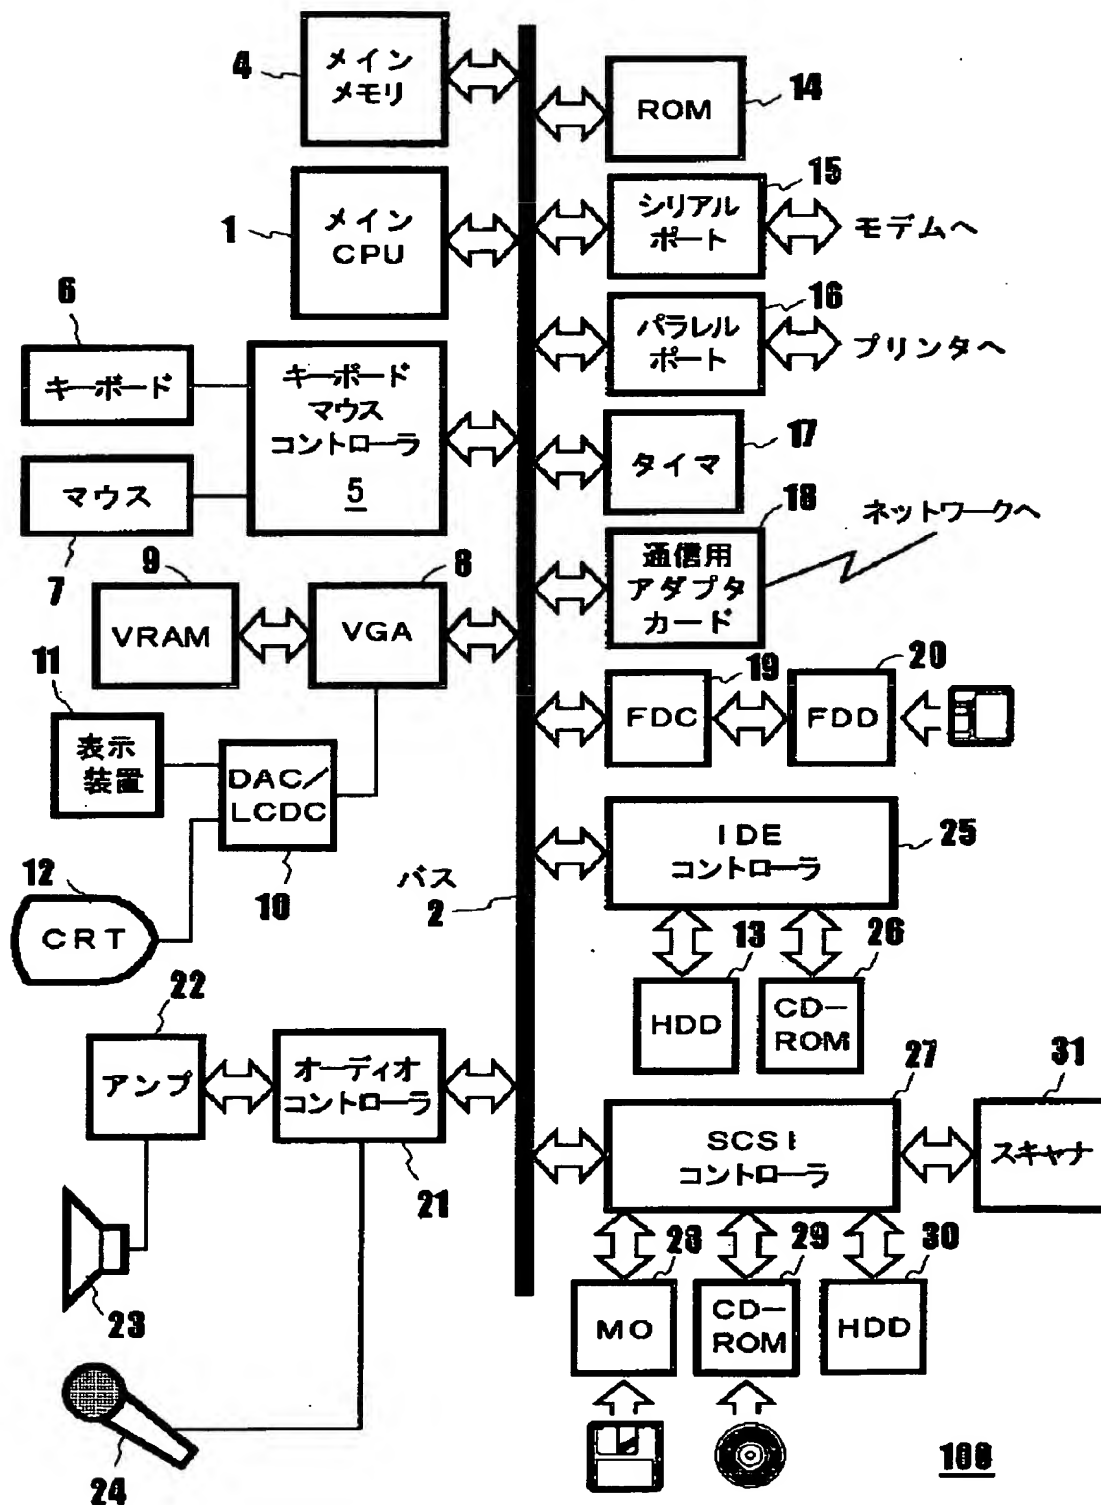 4
メイン
メモリ
1
メイン
CPU
6
キーボード
キーボード
マウス
コントローラ
5
マウス
7
9
VRAM
8
VGA
11
表示
装置
DAC/
LCDC
10
12
CRT
バス
2
22
アンプ
オーディオ
コントローラ
21
23
24
ROM
14
15
シリアル
ポート
モデムへ
16
パラレル
ポート
プリンタへ
タイマ
17
18
通信用
アダプタ
カード
ネットワークへ
19
FDC
20
FDD
IDE
コントローラ
25
13
HDD
26
CD-
ROM
27
SCSI
コントローラ
31
スキャナ
28
MO
29
CD-
ROM
30
HDD